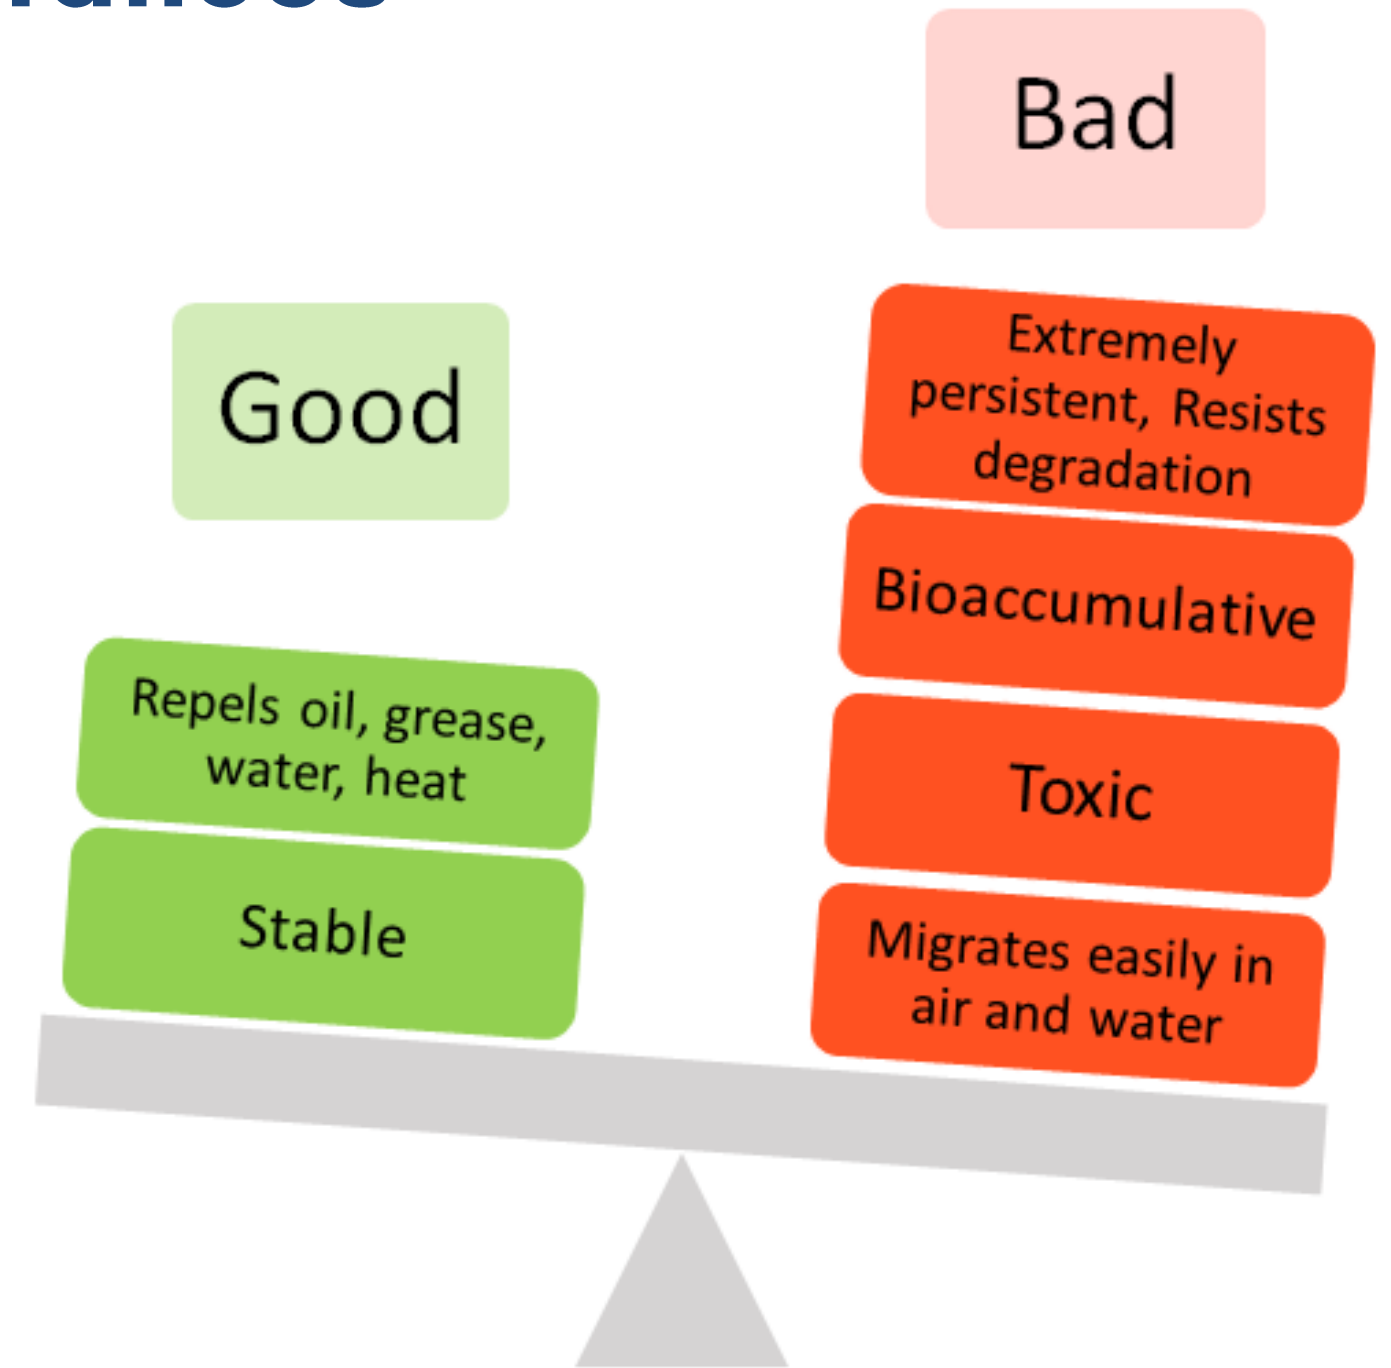 Good
Repels oil, grease,
water, heat
Stable
Bad
Extremely
persistent, Resists
degradation
Bioaccumulative
Toxic
Migrates easily in
air and water